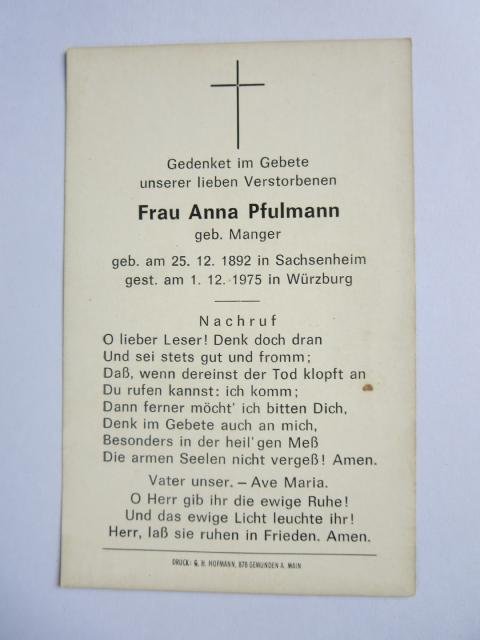 Gedenket im Gebete
unserer lieben Verstorbenen
Frau Anna Pfulmann
geb. Manger
geb. am 25. 12. 1892 in Sachsenheim
gest. am 1. 12. 1975 in Würzburg
Nachruf
O lieber Leser! Denk doch dran
Und sei stets gut und fromm;
Daß, wenn dereinst der Tod klopft an
Du rufen kannst: ich komm;
Dann ferner möcht' ich bitten Dich,
Denk im Gebete auch an mich,
Besonders in der heil'gen Meß
Die armen Seelen nicht vergeß! Amen.
Vater unser. – Ave Maria.
O Herr gib ihr die ewige Ruhe!
Und das ewige Licht leuchte ihr!
Herr, laß sie ruhen in Frieden. Amen.
DRUCK: G. H. HOFMANN, 878 GEMÜNDEN A. MAIN